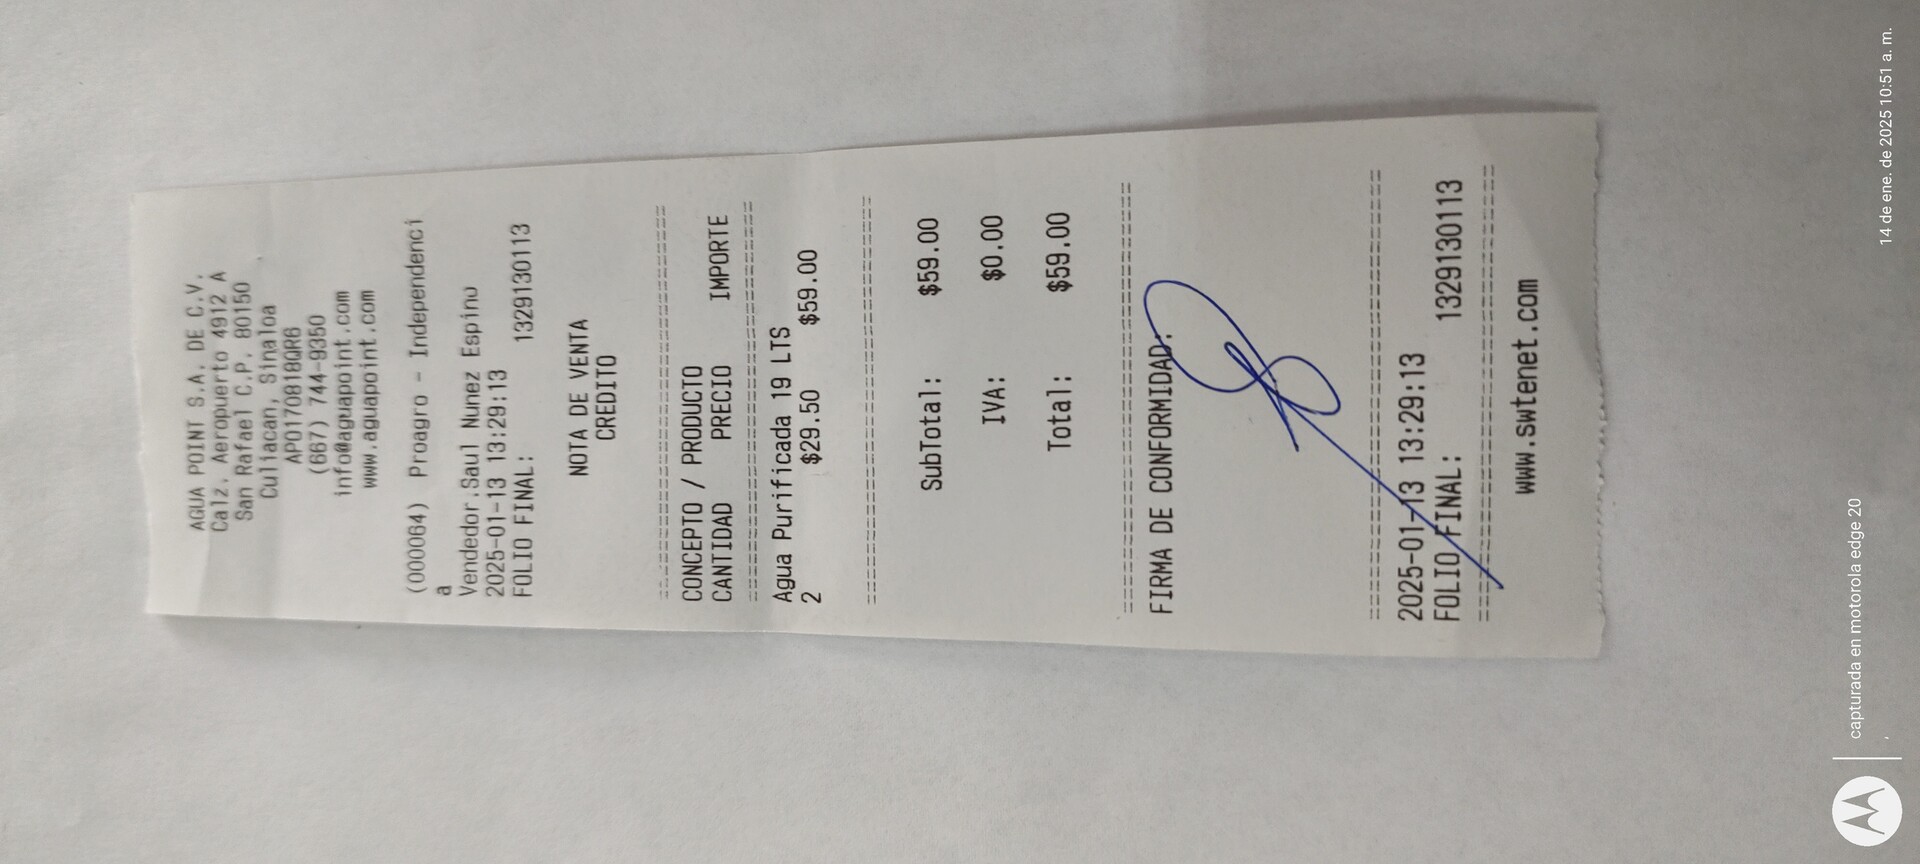 AGUA POINT S.A. DE C.V.
Calz. Aeropuerto 4912 A
San Rafael C.P. 80150
Culiacan, Sinaloa
APO170818QR6
(667) 744-9350
info@aguapoint.com
www.aguapoint.com
(000064) Proagro - Independenci
a
Vendedor.Saul Nunez Espinu
2025-01-13 13:29:13
FOLIO FINAL: 1329130113
NOTA DE VENTA
CREDITO
CONCEPTO / PRODUCTO
CANTIDAD PRECIO IMPORTE
Agua Purificada 19 LTS
2 $29.50 $59.00
SubTotal: $59.00
IVA: $0.00
Total: $59.00
FIRMA DE CONFORMIDAD:
2025-01-13 13:29:13
FOLIO FINAL: 1329130113
www.swtenet.com
capturada en motorola edge 20
14 de ene. de 2025 10:51 a. m.